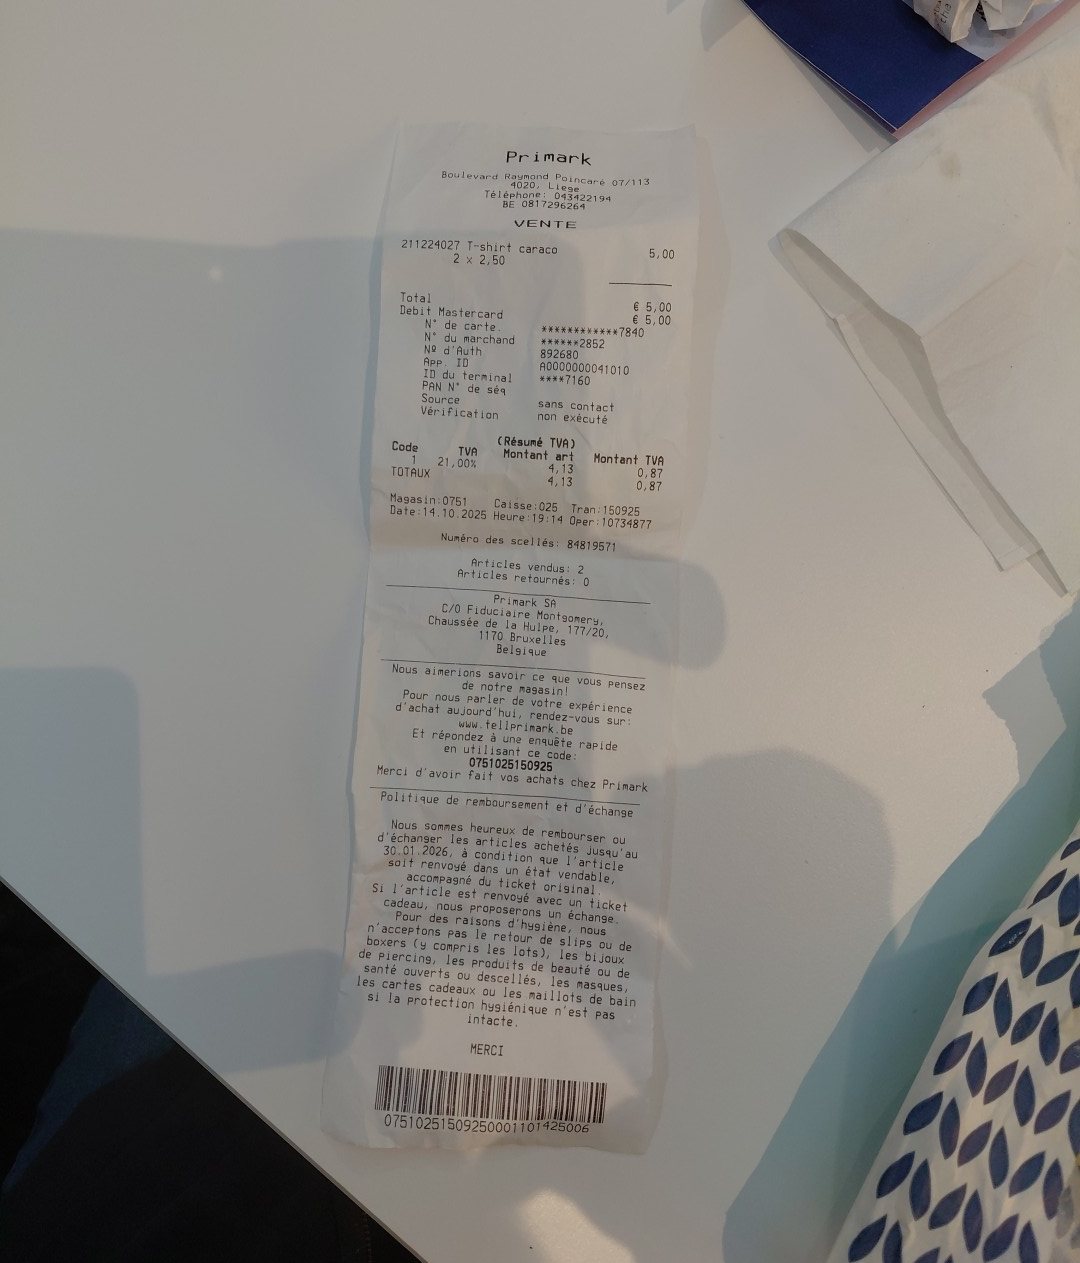 Primark
Boulevard Raymond Poincaré 07/113
4020, Liege
Téléphone: 043422194
BE 0817296264
VENTE
211224027 T-shirt caraco 5,00
2 x 2,50
Total € 5,00
Debit Mastercard € 5,00
N° de carte ************7840
N° du marchand ******2852
Nº d'Auth 892680
App. ID A0000000041010
ID du terminal ****7160
PAN N° de séq
Source sans contact
Vérification non exécuté
(Résumé TVA)
Code TVA Montant art Montant TVA
1 21,00% 4,13 0,87
TOTAUX 4,13 0,87
Magasin:0751 Caisse:025 Tran:150925
Date:14.10.2025 Heure:19:14 Oper:10734877
Numéro des scellés: 84819571
Articles vendus: 2
Articles retournés: 0
Primark SA
C/O Fiduciaire Montgomery,
Chaussée de la Hulpe, 177/20,
1170 Bruxelles
Belgique
Nous aimerions savoir ce que vous pensez
de notre magasin!
Pour nous parler de votre expérience
d'achat aujourd'hui, rendez-vous sur:
www.tellprimark.be
Et répondez à une enquête rapide
en utilisant ce code:
0751025150925
Merci d'avoir fait vos achats chez Primark
Politique de remboursement et d'échange
Nous sommes heureux de rembourser ou
d'échanger les articles achetés jusqu'au
30.01.2026, à condition que l'article
soit renvoyé dans un état vendable,
accompagné du ticket original.
Si l'article est renvoyé avec un ticket
cadeau, nous proposerons un échange.
Pour des raisons d'hygiène, nous
n'acceptons pas le retour de slips ou de
boxers (y compris les lots), les bijoux
de piercing, les produits de beauté ou de
santé ouverts ou descellés, les masques,
les cartes cadeaux ou les maillots de bain
si la protection hygiénique n'est pas
intacte.
MERCI
07510251509250001101425006